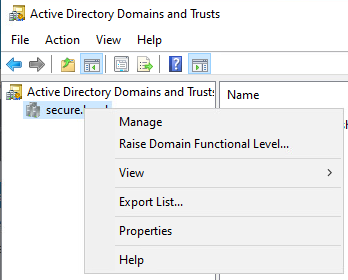 Active Directory Domains and Trusts
File Action View Help
Active Directory Domains and Trusts
Name
secure.
Manage
Raise Domain Functional Level...
View
Export List...
Properties
Help